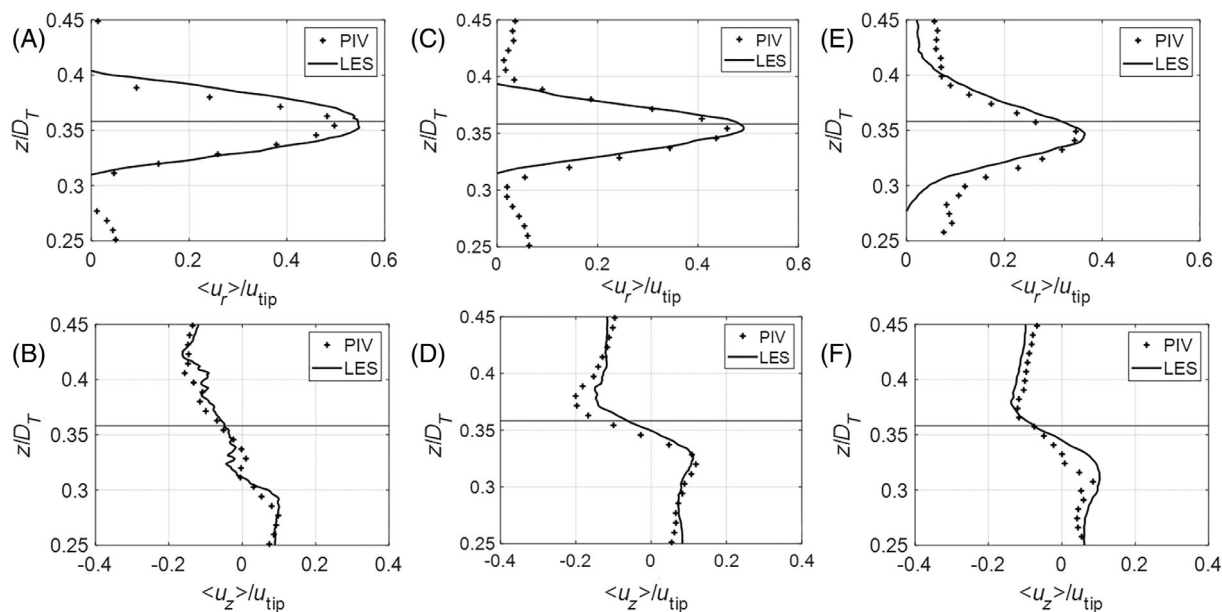 (A)
0.45
0.4
0.35
0.3
0.25
z/D_T
PIV
LES
0 0.2 0.4 0.6
<u_r>/u_tip
(C)
0.45
0.4
0.35
0.3
0.25
z/D_T
PIV
LES
0 0.2 0.4 0.6
<u_r>/u_tip
(E)
0.45
0.4
0.35
0.3
0.25
z/D_T
PIV
LES
0 0.2 0.4 0.6
<u_r>/u_tip
(B)
0.45
0.4
0.35
0.3
0.25
z/D_T
PIV
LES
-0.4 -0.2 0 0.2 0.4
<u_z>/u_tip
(D)
0.45
0.4
0.35
0.3
0.25
z/D_T
PIV
LES
-0.4 -0.2 0 0.2 0.4
<u_z>/u_tip
(F)
0.45
0.4
0.35
0.3
0.25
z/D_T
PIV
LES
-0.4 -0.2 0 0.2 0.4
<u_z>/u_tip